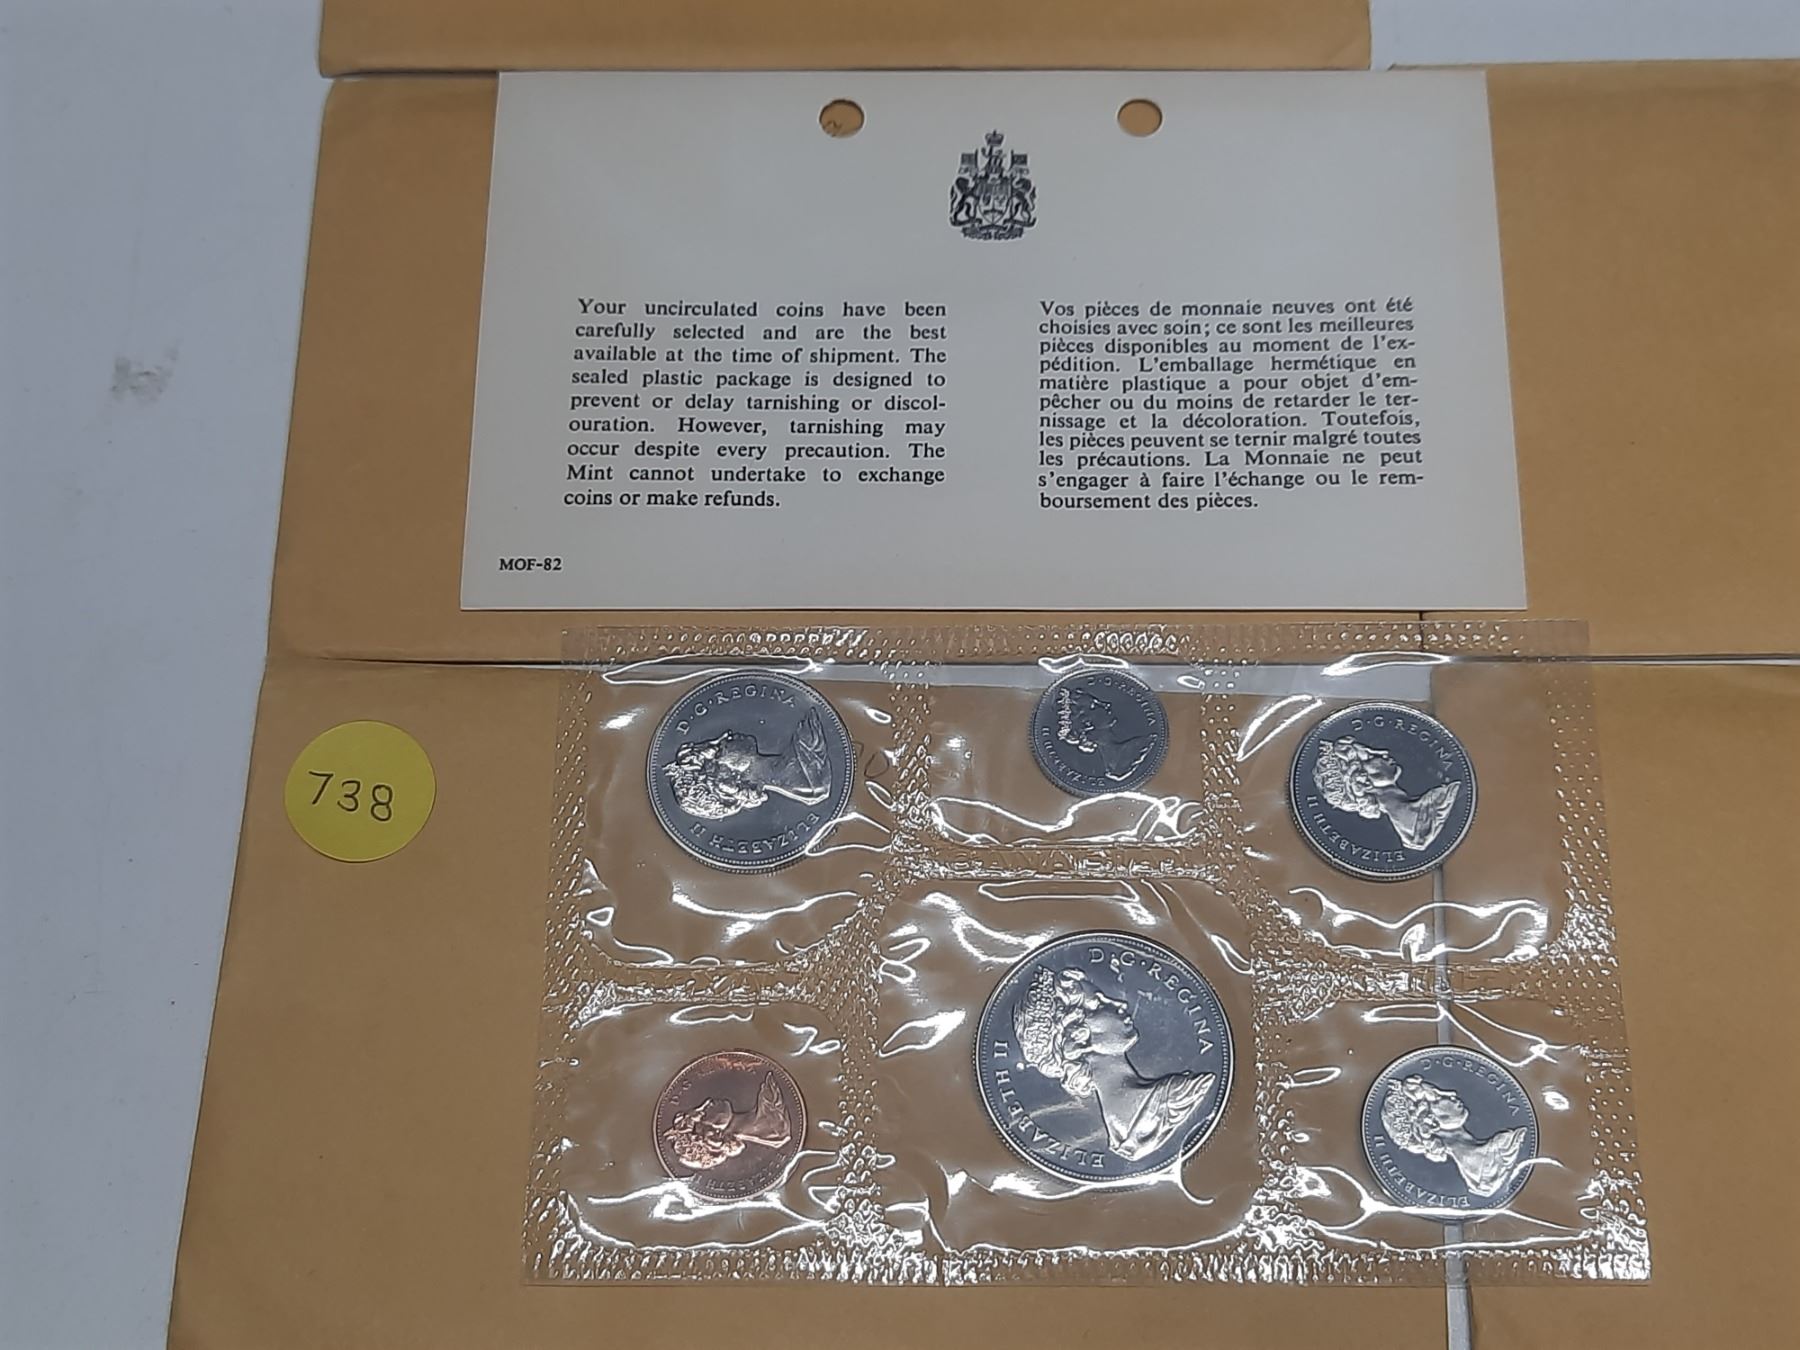 Your uncirculated coins have been
carefully selected and are the best
available at the time of shipment. The
sealed plastic package is designed to
prevent or delay tarnishing or discol-
ouration. However, tarnishing may
occur despite every precaution. The
Mint cannot undertake to exchange
coins or make refunds.
Vos pièces de monnaie neuves ont été
choisies avec soin; ce sont les meilleures
pièces disponibles au moment de l'ex-
pédition. L'emballage hermétique en
matière plastique a pour objet d'em-
pêcher ou du moins de retarder le ter-
nissage et la décoloration. Toutefois,
les pièces peuvent se ternir malgré toutes
les précautions. La Monnaie ne peut
s'engager à faire l'échange ou le rem-
boursement des pièces.
MOF-82
738
ELIZABETH II D·G·REGINA
ELIZABETH II D·G·REGINA
ELIZABETH II D·G·REGINA
ELIZABETH II D·G·REGINA
ELIZABETH II D·G·REGINA